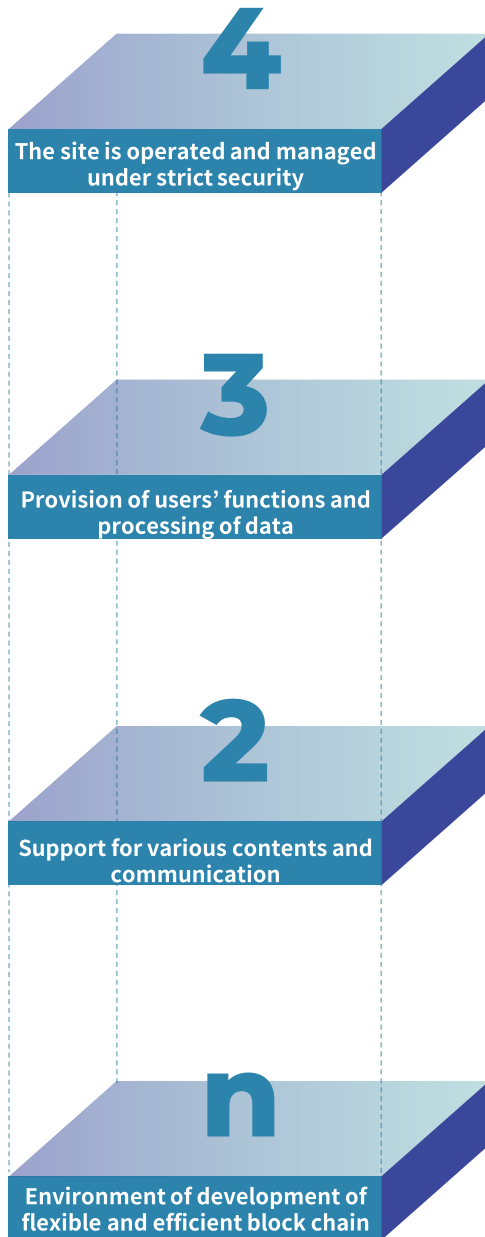 4
The site is operated and managed
under strict security
3
Provision of users’ functions and
processing of data
2
Support for various contents and
communication
n
Environment of development of
flexible and efficient block chain